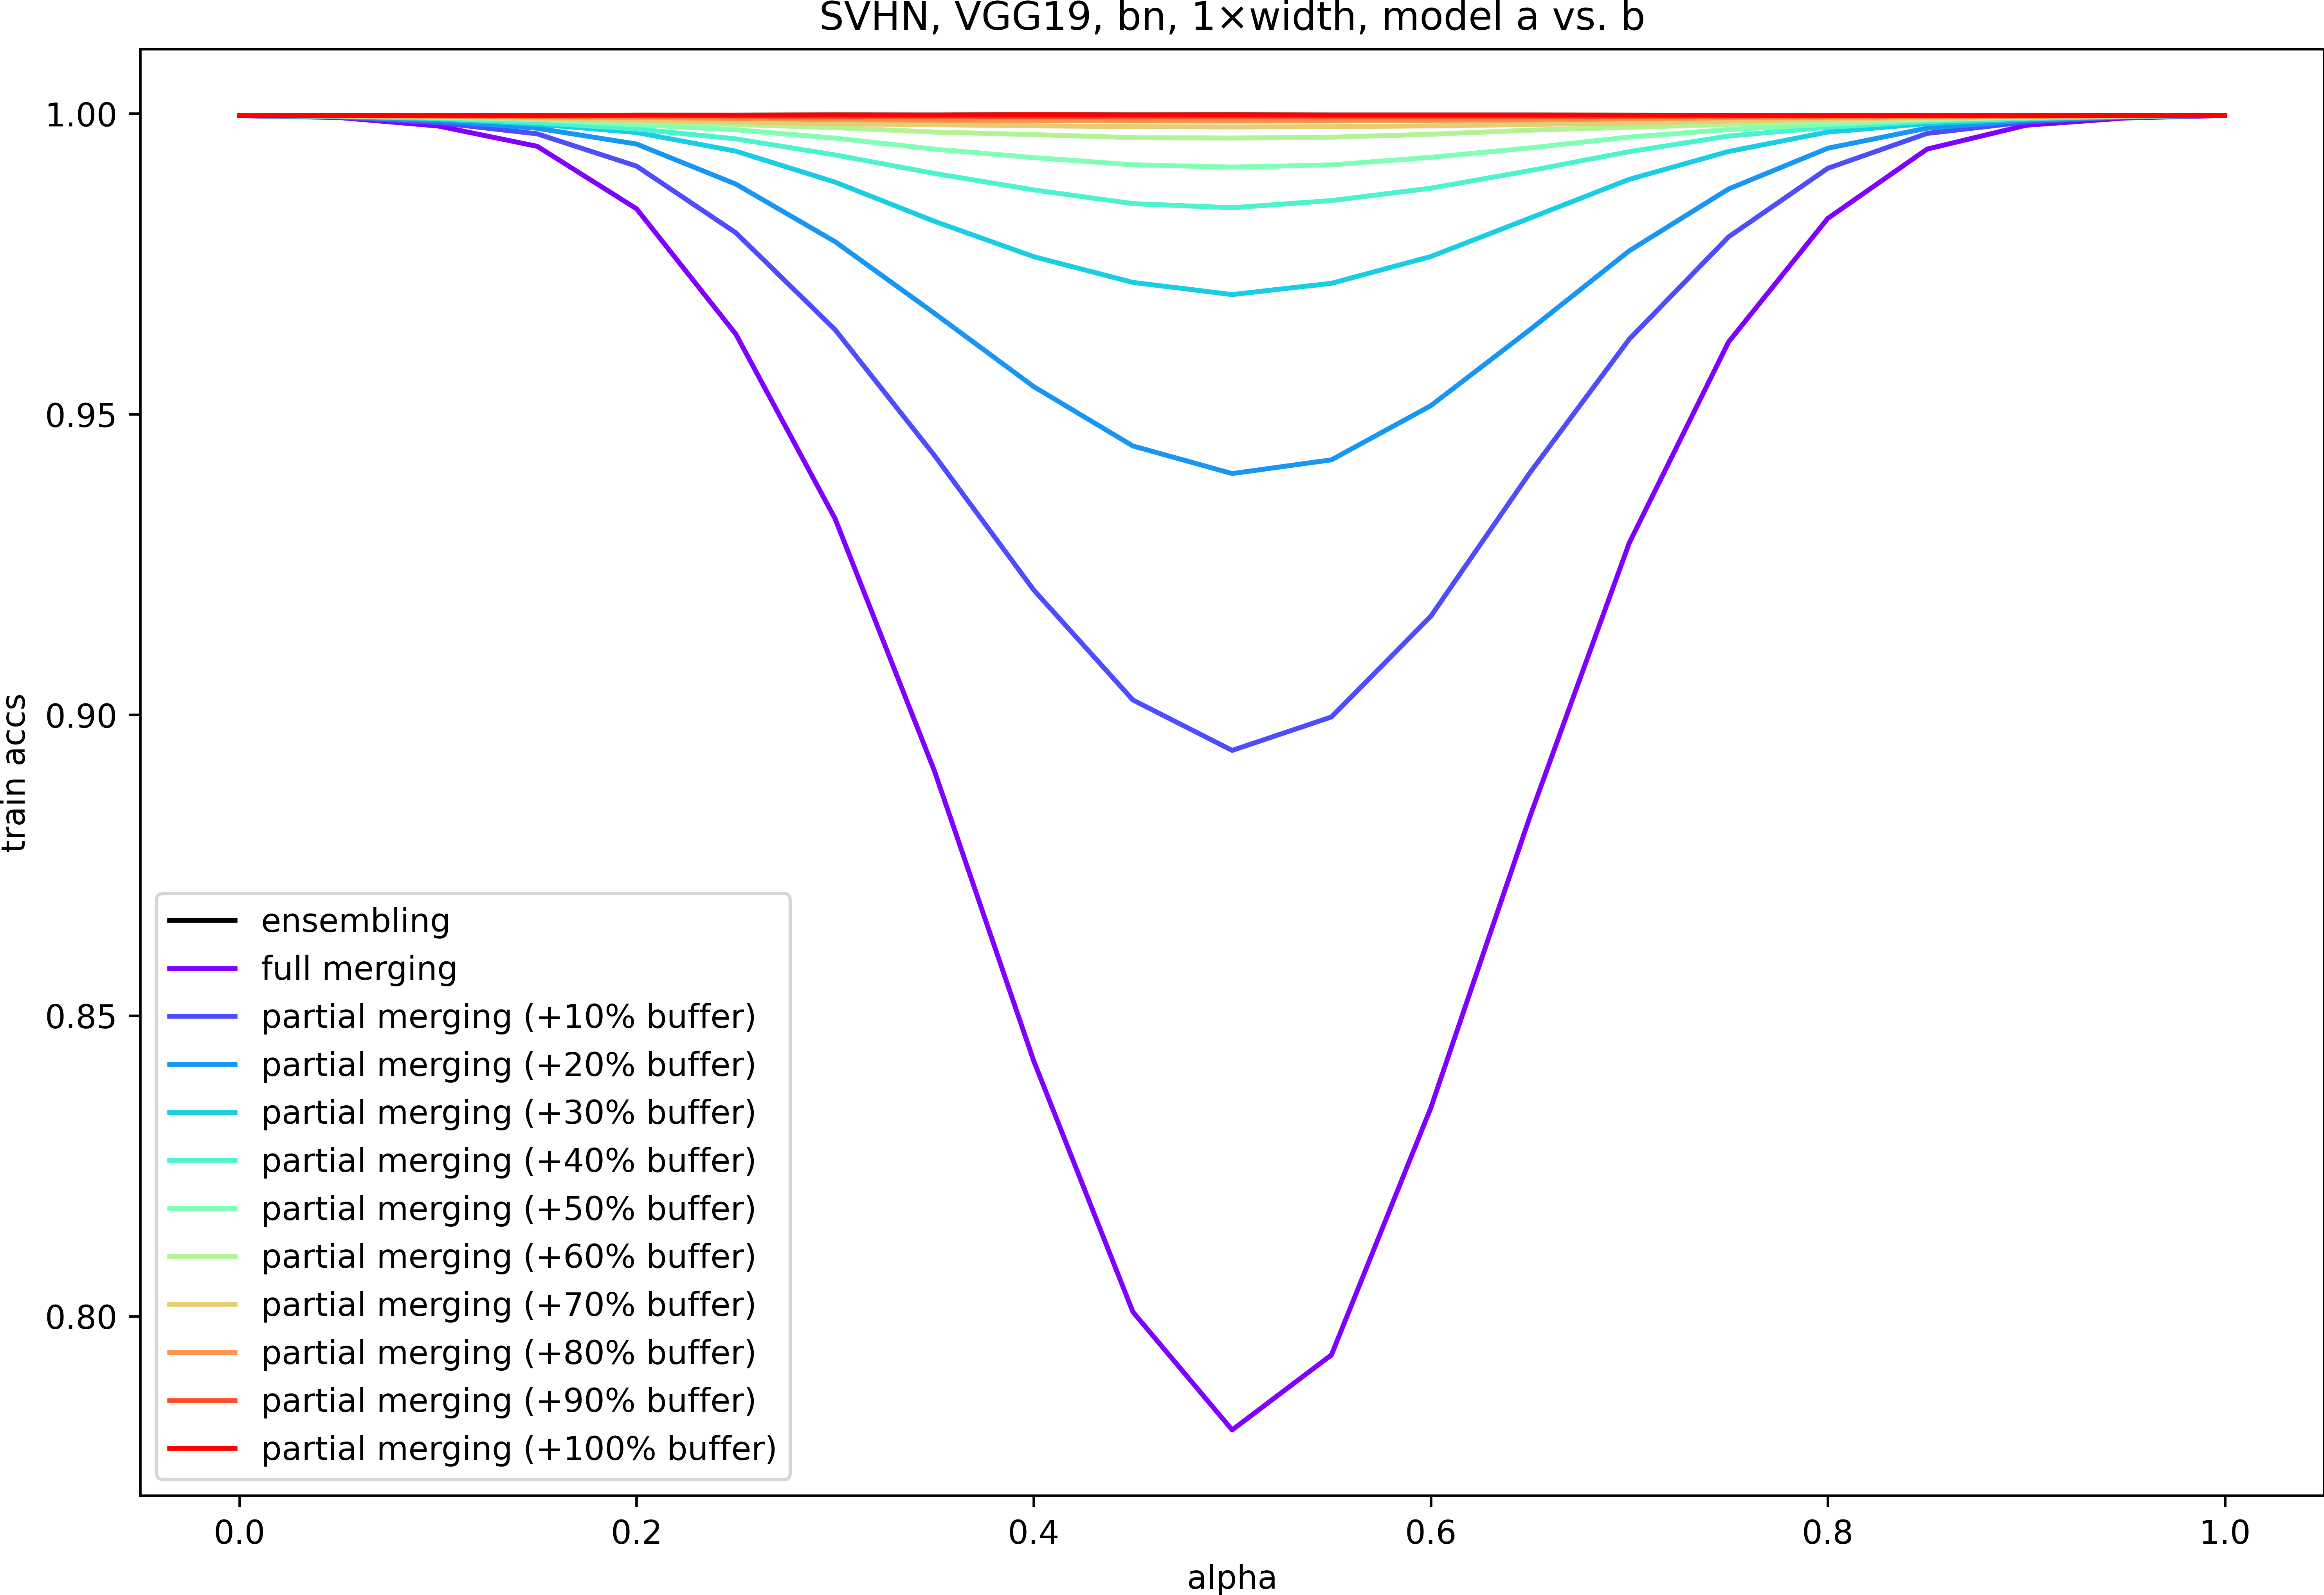 SVHN, VGG19, bn, 1×width, model a vs. b
train accs
1.00
0.95
0.90
0.85
0.80
ensembling
full merging
partial merging (+10% buffer)
partial merging (+20% buffer)
partial merging (+30% buffer)
partial merging (+40% buffer)
partial merging (+50% buffer)
partial merging (+60% buffer)
partial merging (+70% buffer)
partial merging (+80% buffer)
partial merging (+90% buffer)
partial merging (+100% buffer)
0.0 0.2 0.4 0.6 0.8 1.0
alpha